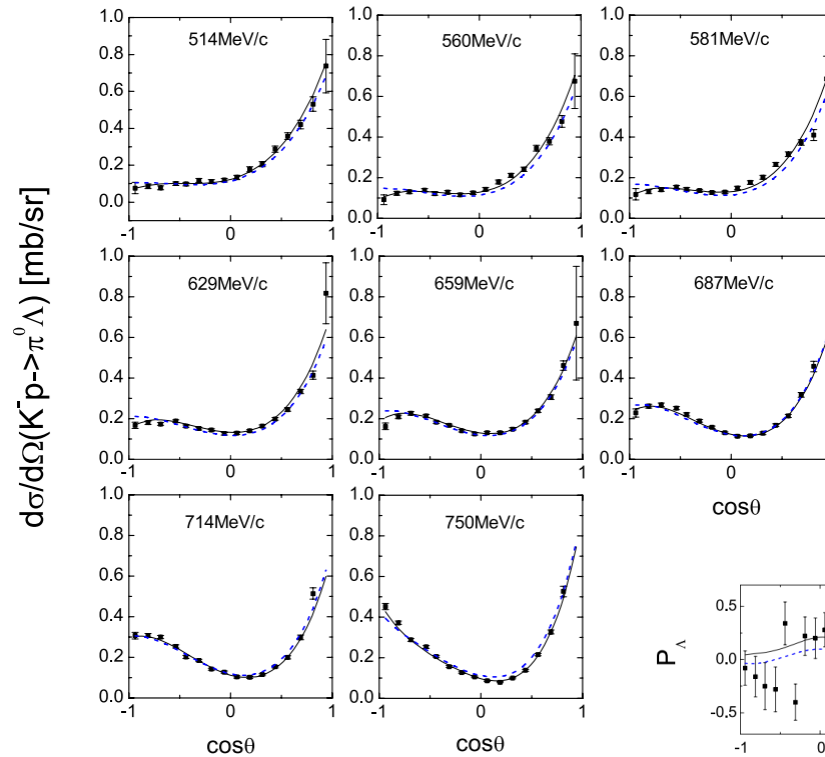 514MeV/c 560MeV/c 581MeV/c
1.0 1.0
0.8 0.8 0.8
0.6 0.6 0.6
0.4 0.4 0.4
0.2 0.2 0.2
0.0 0.0 0.0
-1 0 1 -1 0 1 -1 0
dσ/dΩ(K⁻p->π⁰Λ) [mb/sr]
629MeV/c 659MeV/c 687MeV/c
1.0 1.0 1.0
0.8 0.8 0.8
0.6 0.6 0.6
0.4 0.4 0.4
0.2 0.2 0.2
0.0 0.0 0.0
-1 0 1 -1 0 1 -1 0
cosθ
714MeV/c 750MeV/c
1.0 1.0
0.8 0.8
0.6 0.6
0.4 0.4
0.2 0.2
0.0 0.0
-1 0 1 -1 0 1
cosθ cosθ
P_Λ
0.5
0.0
-0.5
-1 0